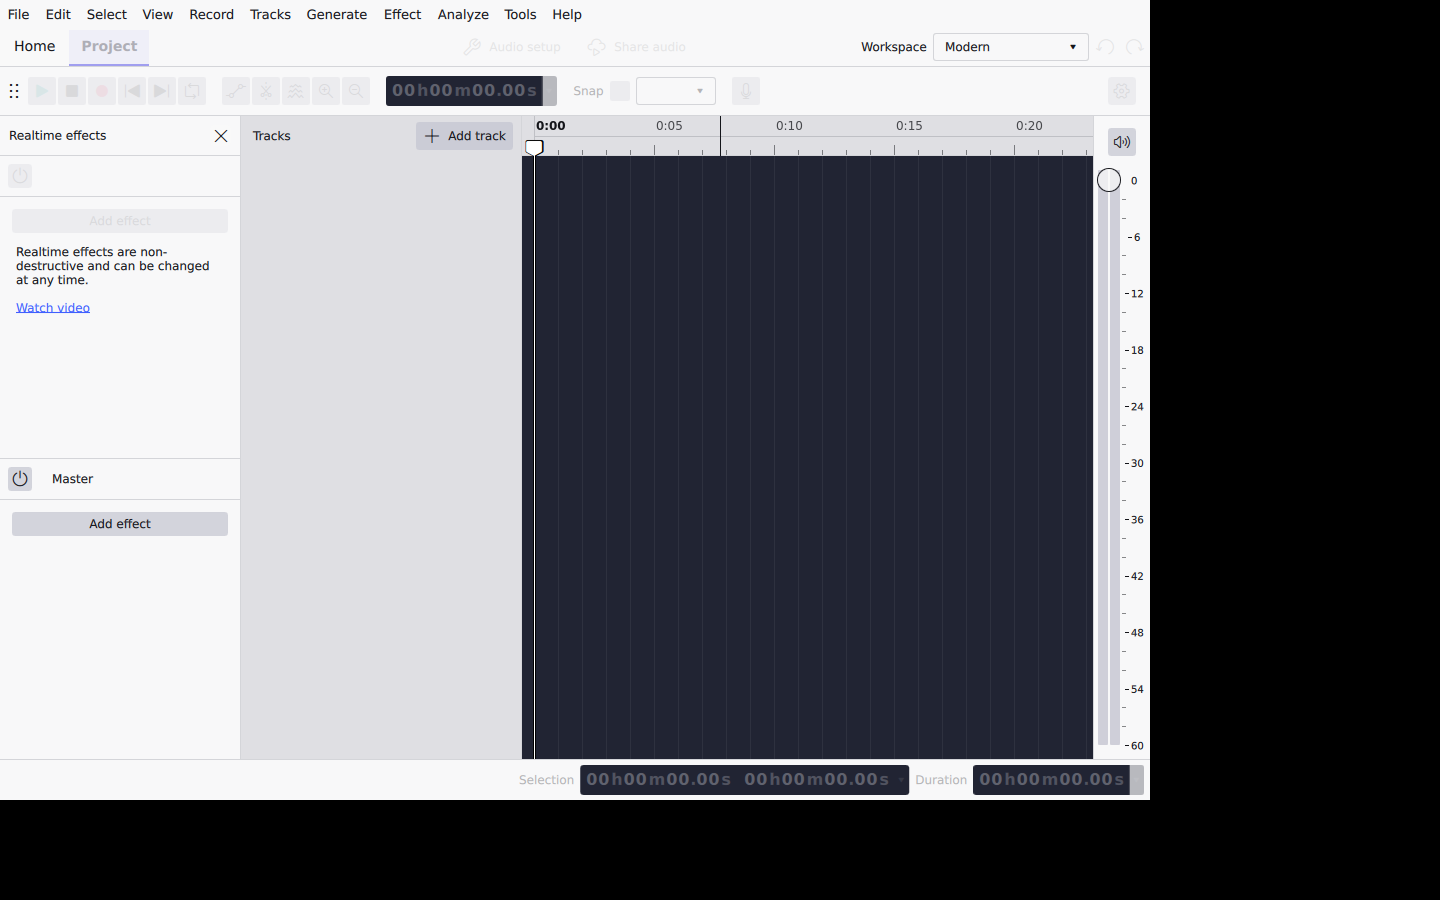 File Edit Select View Record Tracks Generate Effect Analyze Tools Help
Home Project Audio setup Share audio Workspace Modern
00h00m00.00s Snap
Realtime effects
Tracks Add track
0:00 0:05 0:10 0:15 0:20
Add effect
Realtime effects are non-
destructive and can be changed
at any time.
Watch video
Master
Add effect
0
-6
-12
-18
-24
-30
-36
-42
-48
-54
-60
Selection 00h00m00.00s 00h00m00.00s Duration 00h00m00.00s